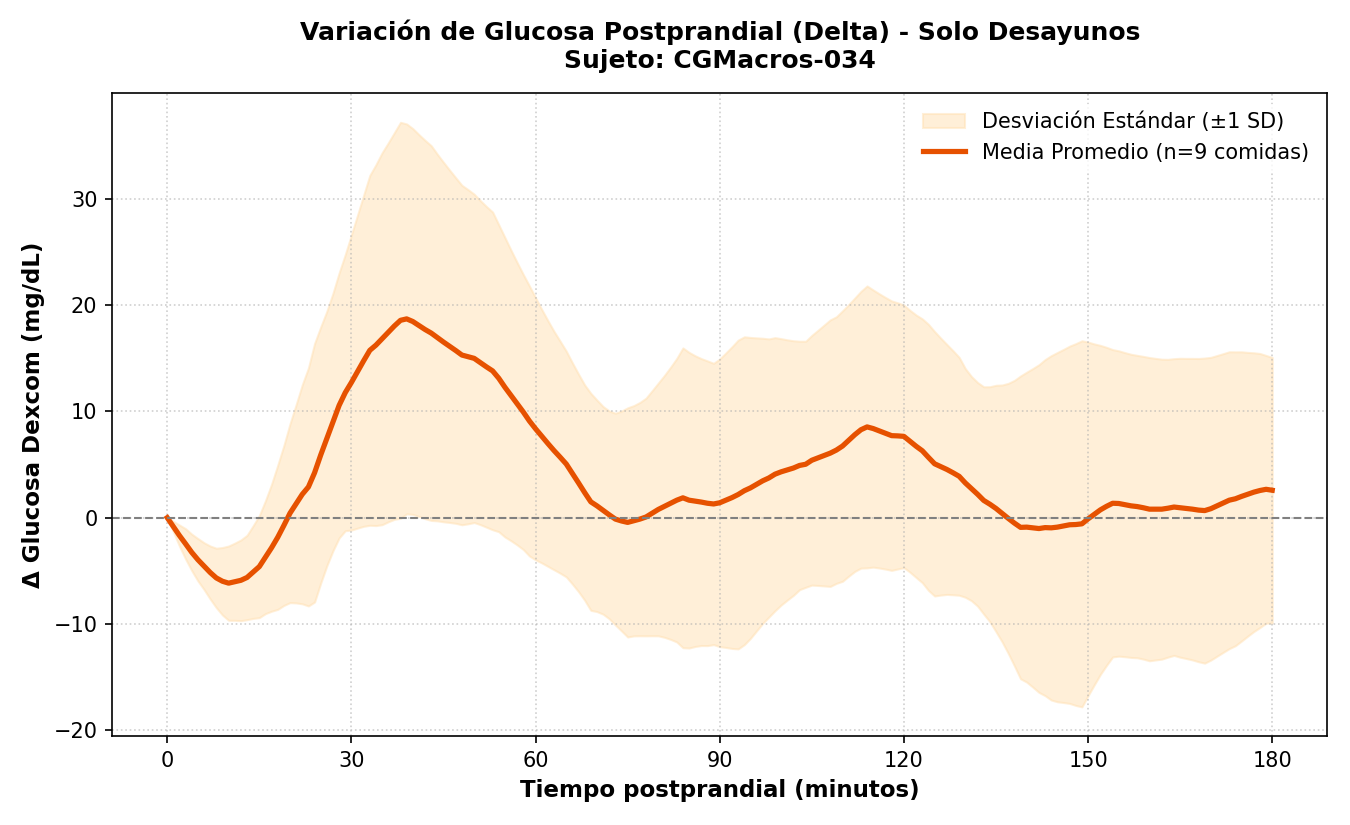 Variación de Glucosa Postprandial (Delta) - Solo Desayunos
Sujeto: CGMacros-034
Desviación Estándar (±1 SD)
Media Promedio (n=9 comidas)
Δ Glucosa Dexcom (mg/dL)
30
20
10
0
−10
−20
0 30 60 90 120 150 180
Tiempo postprandial (minutos)